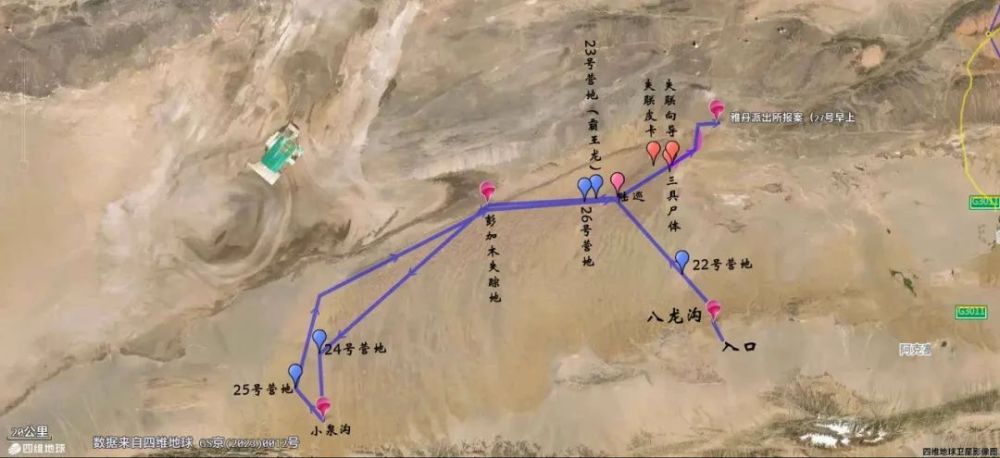 23号营地（霸王龙）
失联皮卡
失联向导
雅丹派出所报案（27号早上
三具尸体
陆巡
26号营地
彭加木失踪地
G3011
22号营地
八龙沟
G3011
入口
24号营地
25号营地
小泉沟
20公里
四维地球
数据来自四维地球 GS京(2023)0012号
四维地球卫星影像图